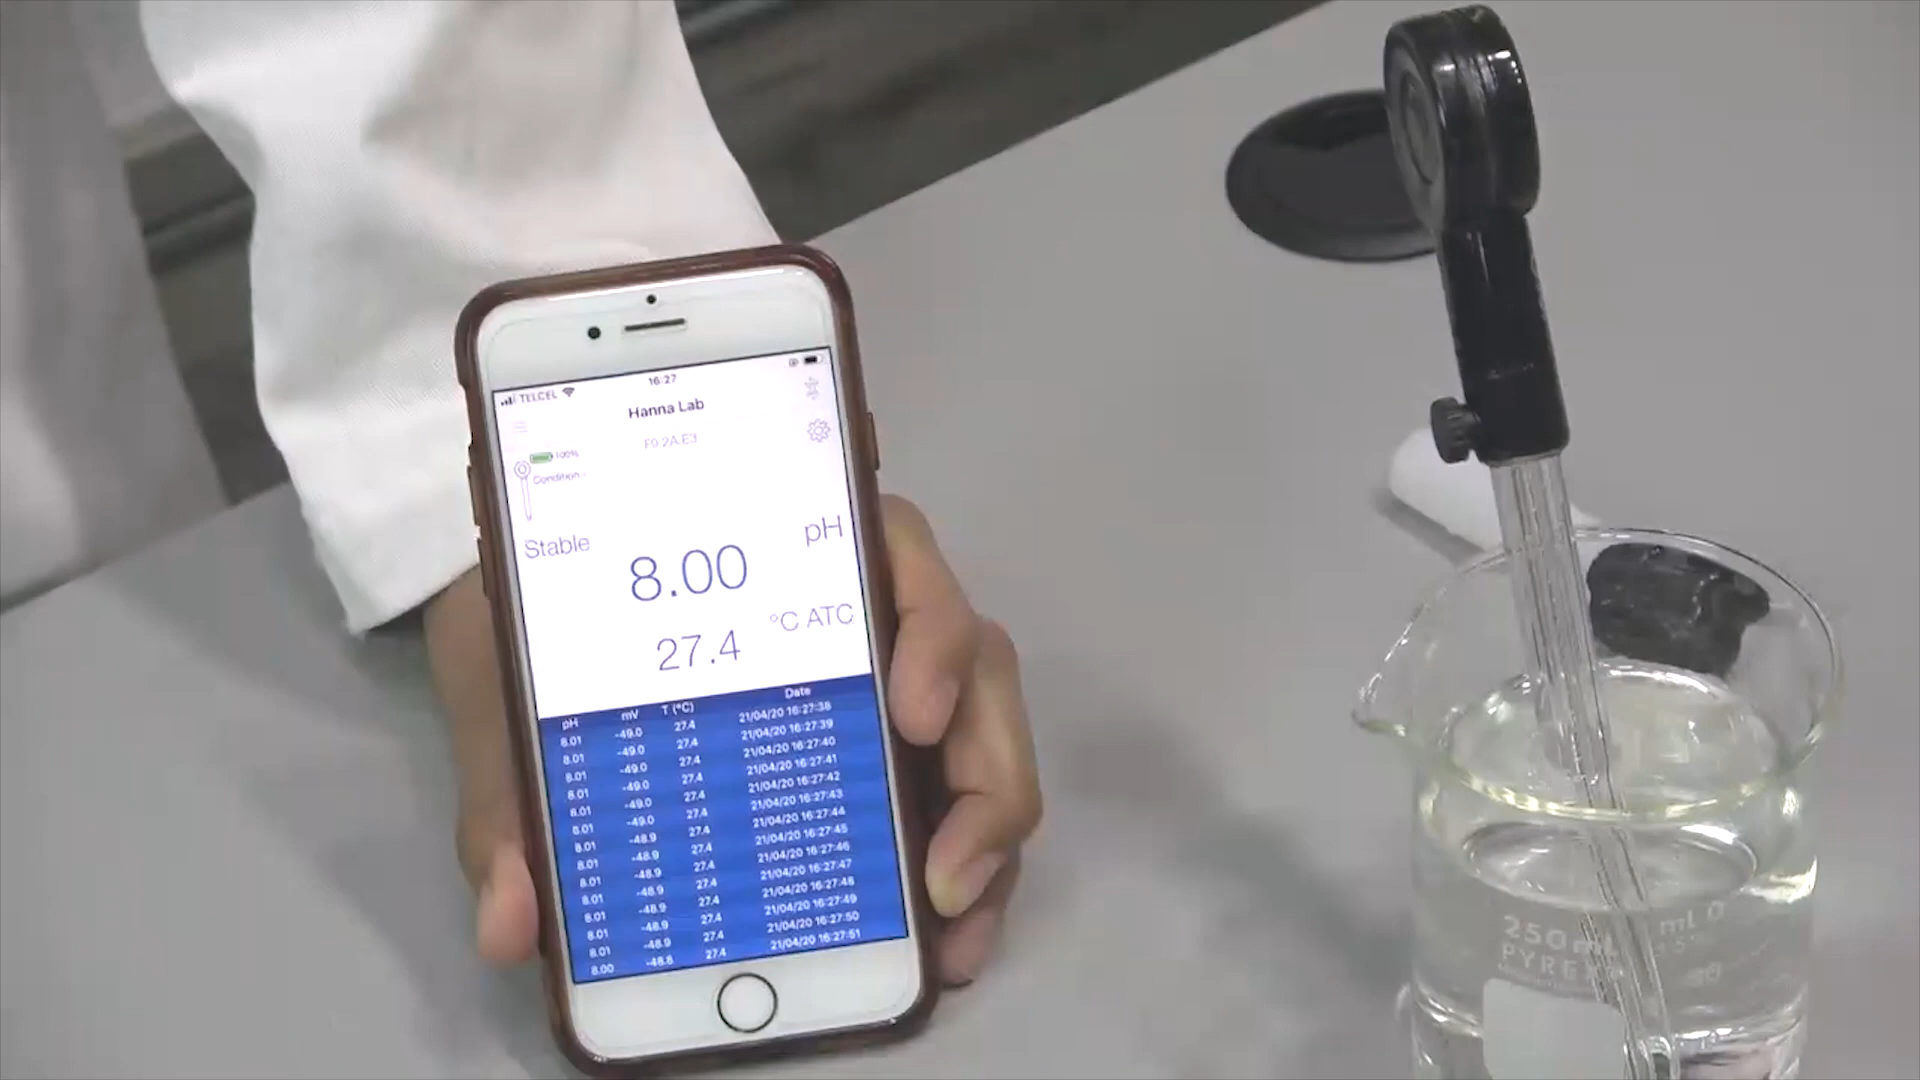 TELCEL
16:27
Hanna Lab
F9:2A:E3
100%
Condition -
Stable
pH
8.00
°C ATC
27.4
pH mV T (°C) Date
8.01 -49.0 27.4 21/04/20 16:27:38
8.01 -49.0 27.4 21/04/20 16:27:39
8.01 -49.0 27.4 21/04/20 16:27:40
8.01 -49.0 27.4 21/04/20 16:27:41
8.01 -49.0 27.4 21/04/20 16:27:42
8.01 -49.0 27.4 21/04/20 16:27:43
8.01 -48.9 27.4 21/04/20 16:27:44
8.01 -48.9 27.4 21/04/20 16:27:45
8.01 -48.9 27.4 21/04/20 16:27:46
8.01 -48.9 27.4 21/04/20 16:27:47
8.01 -48.9 27.4 21/04/20 16:27:48
8.01 -48.9 27.4 21/04/20 16:27:49
8.01 -48.9 27.4 21/04/20 16:27:50
8.00 -48.8 27.4 21/04/20 16:27:51
250 mL
PYREX
mL